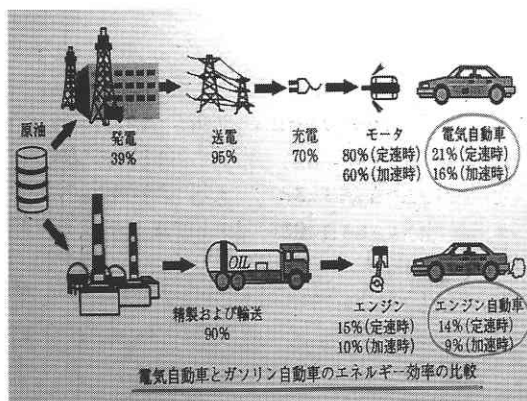 原油
発電
39%
送電
95%
充電
70%
モータ
80%(定速時)
60%(加速時)
電気自動車
21%(定速時)
16%(加速時)
OIL
精製および輸送
90%
エンジン
15%(定速時)
10%(加速時)
エンジン自動車
14%(定速時)
9%(加速時)
電気自動車とガソリン自動車のエネルギー効率の比較